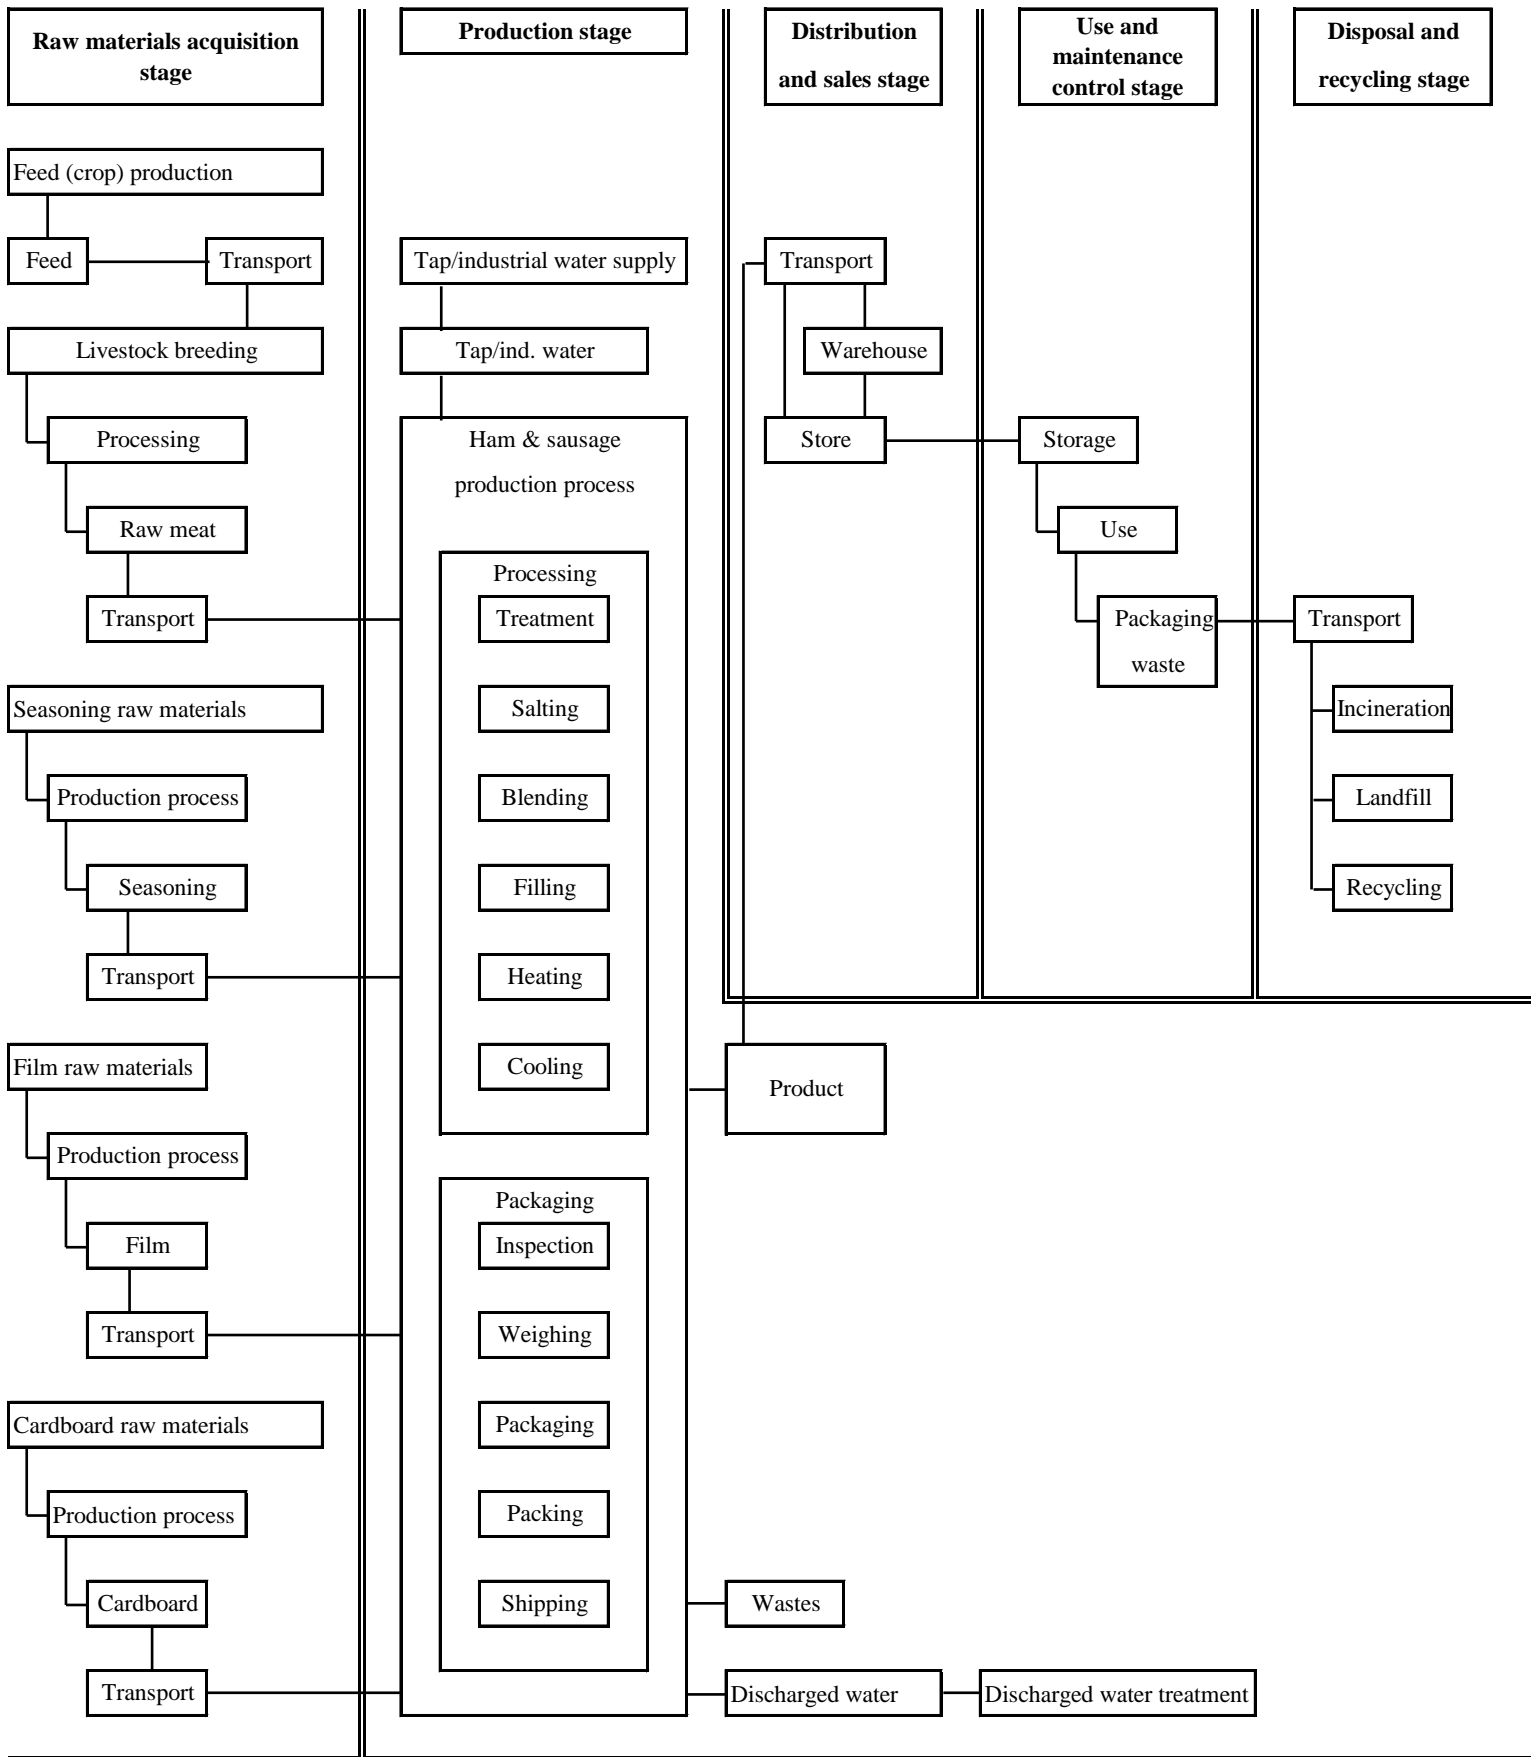 Raw materials acquisition
stage
Production stage
Distribution
and sales stage
Use and
maintenance
control stage
Disposal and
recycling stage
Feed (crop) production
Feed
Transport
Livestock breeding
Processing
Raw meat
Transport
Seasoning raw materials
Production process
Seasoning
Transport
Film raw materials
Production process
Film
Transport
Cardboard raw materials
Production process
Cardboard
Transport
Tap/industrial water supply
Tap/ind. water
Ham & sausage
production process
Processing
Treatment
Salting
Blending
Filling
Heating
Cooling
Packaging
Inspection
Weighing
Packaging
Packing
Shipping
Product
Wastes
Discharged water
Discharged water treatment
Transport
Warehouse
Store
Storage
Use
Packaging
waste
Transport
Incineration
Landfill
Recycling